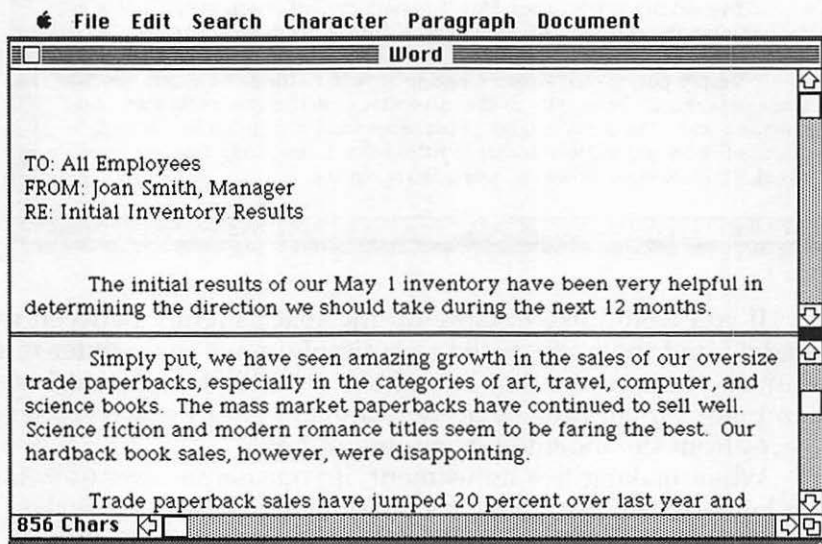 File Edit Search Character Paragraph Document
Word
TO: All Employees
FROM: Joan Smith, Manager
RE: Initial Inventory Results
The initial results of our May 1 inventory have been very helpful in
determining the direction we should take during the next 12 months.
Simply put, we have seen amazing growth in the sales of our oversize
trade paperbacks, especially in the categories of art, travel, computer, and
science books. The mass market paperbacks have continued to sell well.
Science fiction and modern romance titles seem to be faring the best. Our
hardback book sales, however, were disappointing.
Trade paperback sales have jumped 20 percent over last year and
856 Chars